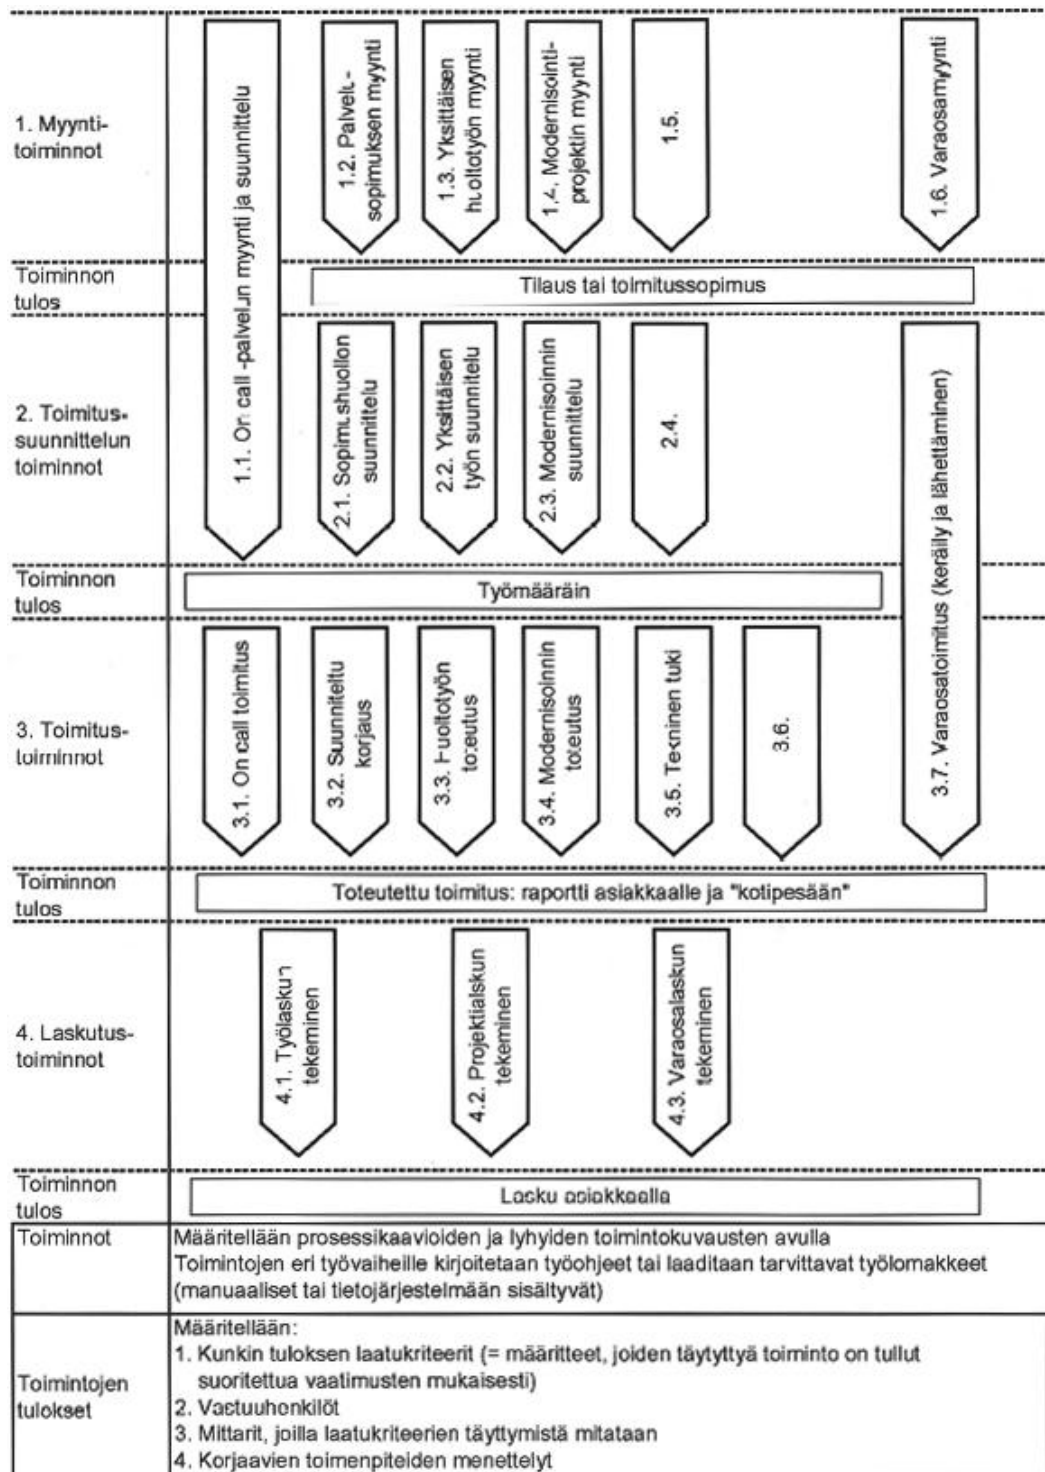 1. Myynti-
toiminnot
1.1. On call -palvelun myynti ja suunnittelu
1.2. Palvelu-
sopimuksen myynti
1.3. Yksittäisen
huoltotyön myynti
1.4. Modernisointi-
projektin myynti
1.5.
1.6. Varaosamyynti
Toiminnon
tulos
Tilaus tai toimitussopimus
2. Toimitus-
suunnittelun
toiminnot
2.1. Sopimushuollon
suunnittelu
2.2. Yksittäisen
työn suunnitelu
2.3. Modernisoinnin
suunnittelu
2.4.
Toiminnon
tulos
Työmääräin
3. Toimitus-
toiminnot
3.1. On call toimitus
3.2. Suunniteltu
korjaus
3.3. Huoltotyön
toteutus
3.4. Modernisoinnin
toteutus
3.5. Tekninen tuki
3.6.
3.7. Varaosatoimitus (keräily ja lähettäminen)
Toiminnon
tulos
Toteutettu toimitus: raportti asiakkaalle ja "kotipesään"
4. Laskutus-
toiminnot
4.1. Työlaskun
tekeminen
4.2. Projektialskun
tekeminen
4.3. Varaosalaskun
tekeminen
Toiminnon
tulos
Lasku asiakkaalla
Toiminnot
Määritellään prosessikaavioiden ja lyhyiden toimintokuvausten avulla
Toimintojen eri työvaiheille kirjoitetaan työohjeet tai laaditaan tarvittavat työlomakkeet
(manuaaliset tai tietojärjestelmään sisältyvät)
Toimintojen
tulokset
Määritellään:
1. Kunkin tuloksen laatukriteerit (= määritteet, joiden täytyttyä toiminto on tullut
suoritettua vaatimusten mukaisesti)
2. Vastuuhenkilöt
3. Mittarit, joilla laatukriteerien täyttymistä mitataan
4. Korjaavien toimenpiteiden menettelyt